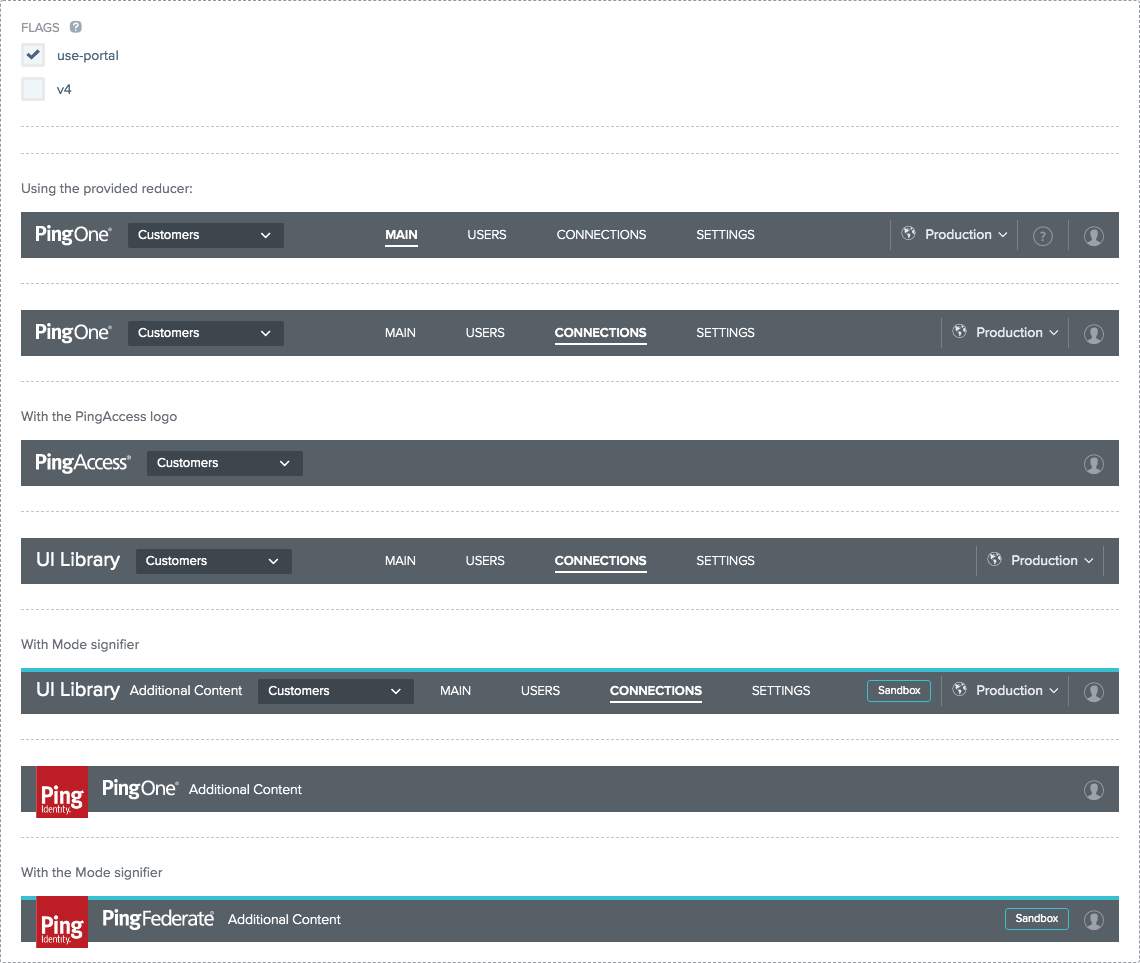 FLAGS ?
use-portal
v4
Using the provided reducer:
PingOne® Customers MAIN USERS CONNECTIONS SETTINGS Production ?
PingOne® Customers MAIN USERS CONNECTIONS SETTINGS Production
With the PingAccess logo
PingAccess® Customers
UI Library Customers MAIN USERS CONNECTIONS SETTINGS Production
With Mode signifier
UI Library Additional Content Customers MAIN USERS CONNECTIONS SETTINGS Sandbox Production
Ping Identity. PingOne® Additional Content
With the Mode signifier
Ping Identity. PingFederate® Additional Content Sandbox